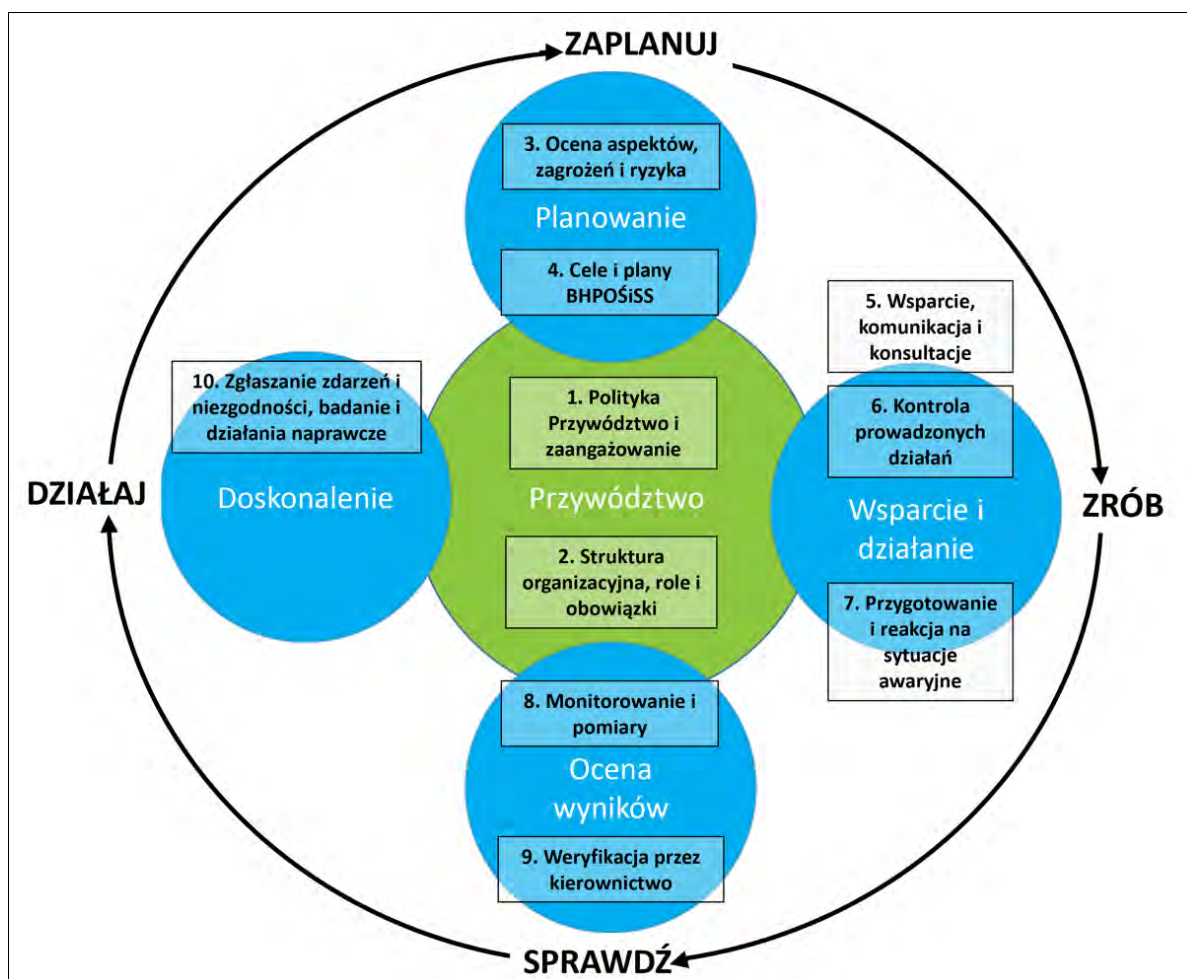 ZAPLANUJ
3. Ocena aspektów,
zagrożeń i ryzyka
Planowanie
4. Cele i plany
BHPOŚiSS
5. Wsparcie,
komunikacja i
konsultacje
10. Zgłaszanie zdarzeń i
niezgodności, badanie i
działania naprawcze
1. Polityka
Przywództwo i
zaangażowanie
6. Kontrola
prowadzonych
działań
DZIAŁAJ
Doskonalenie
Przywództwo
Wsparcie i
działanie
ZRÓB
2. Struktura
organizacyjna, role i
obowiązki
7. Przygotowanie
i reakcja na
sytuacje
awaryjne
8. Monitorowanie i
pomiary
Ocena
wyników
9. Weryfikacja przez
kierownictwo
SPRAWDŹ